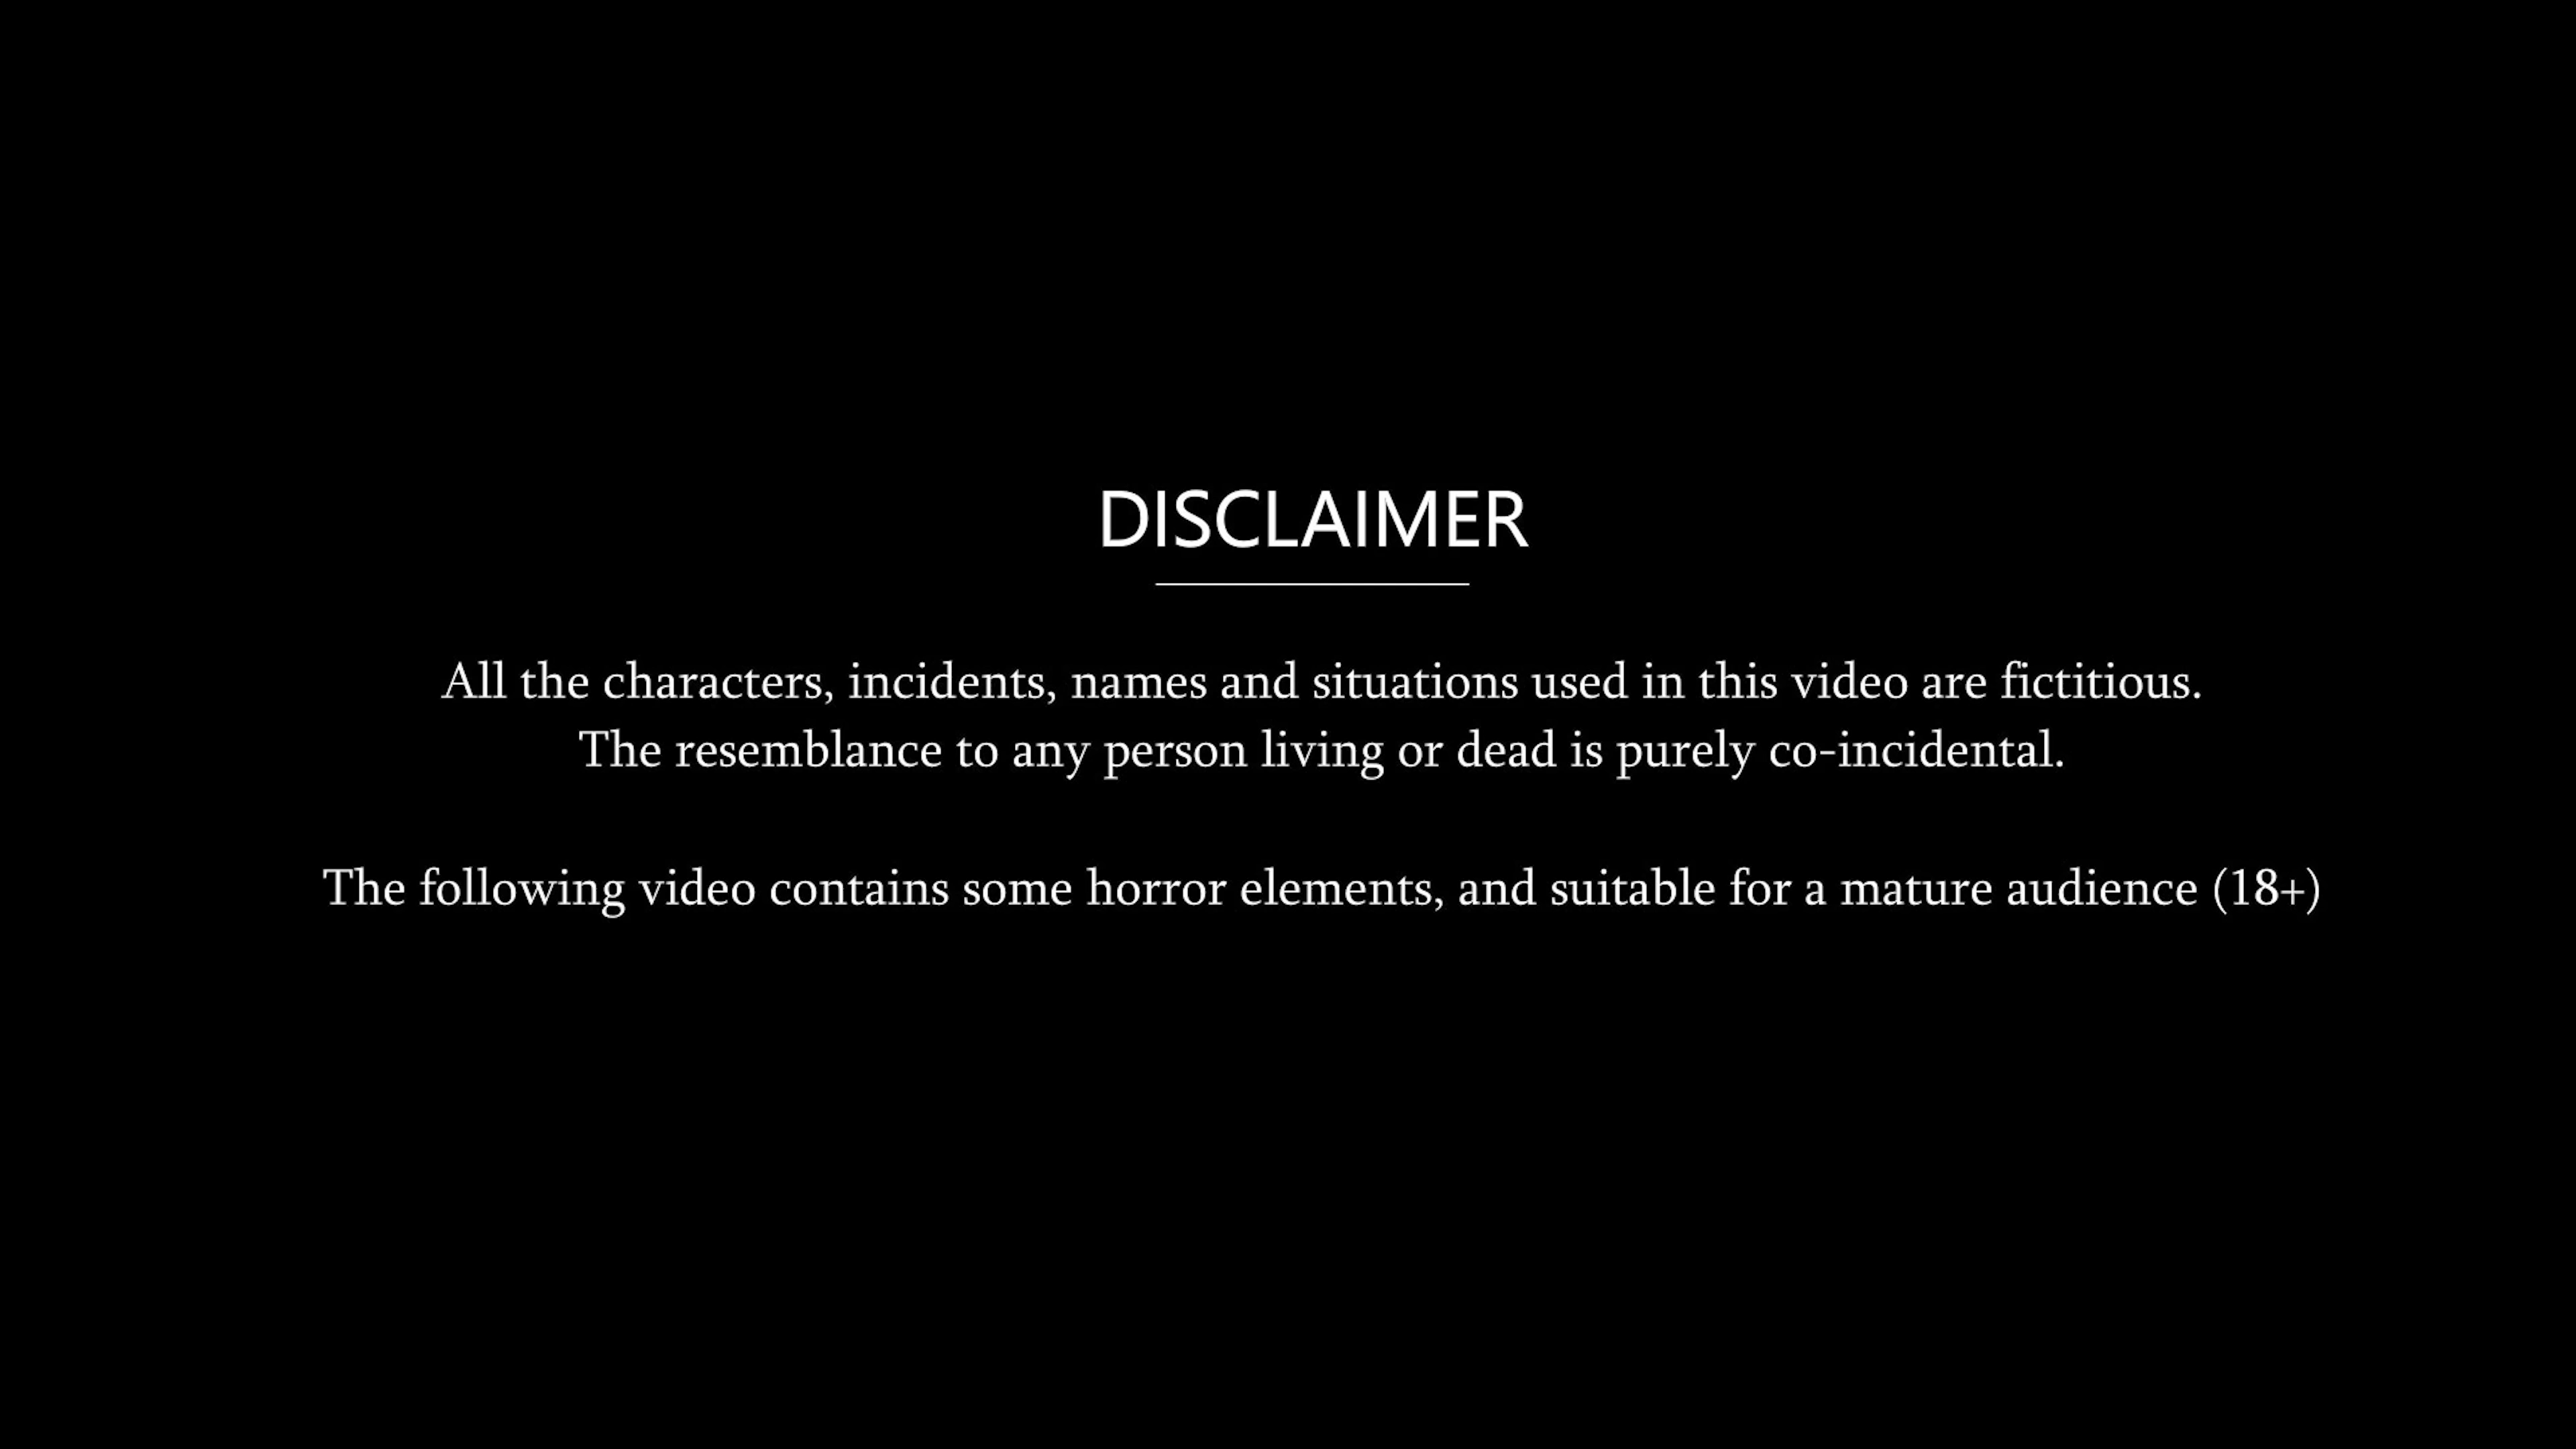 DISCLAIMER
All the characters, incidents, names and situations used in this video are fictitious.
The resemblance to any person living or dead is purely co-incidental.
The following video contains some horror elements, and suitable for a mature audience (18+)